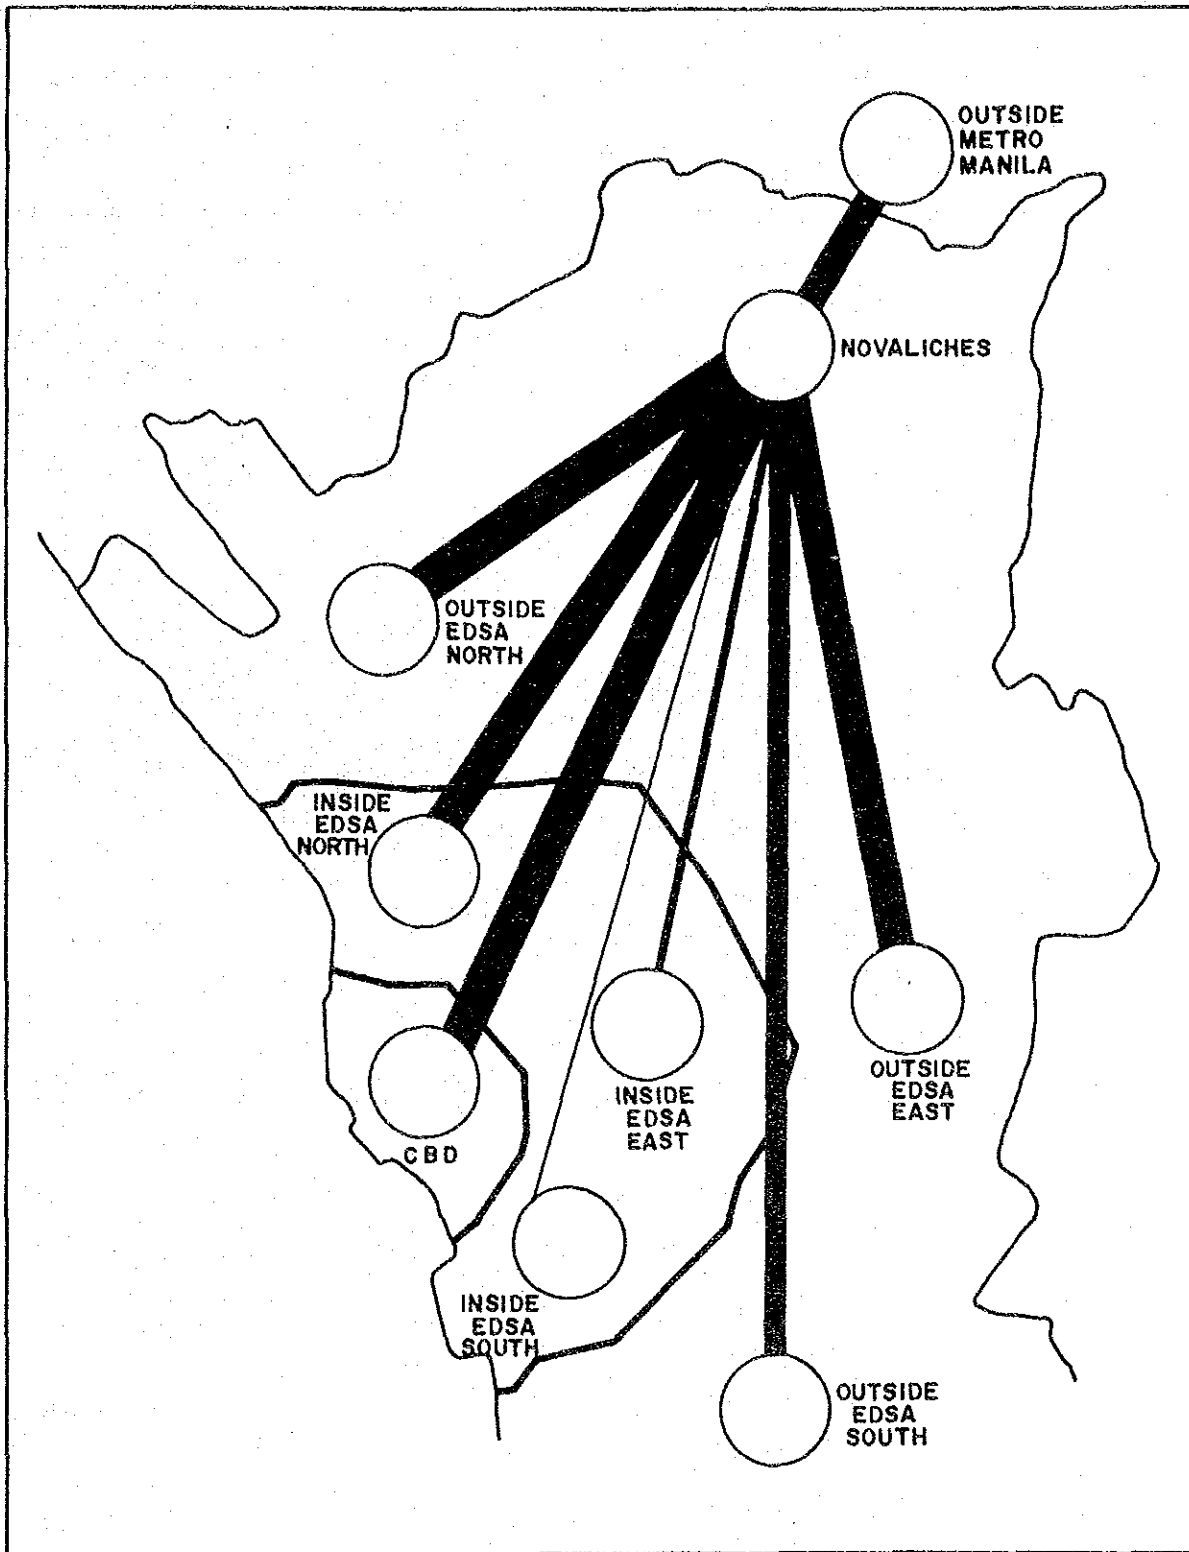 OUTSIDE
METRO
MANILA
NOVALICHES
OUTSIDE
EDSA
NORTH
INSIDE
EDSA
NORTH
INSIDE
EDSA
EAST
OUTSIDE
EDSA
EAST
CBD
INSIDE
EDSA
SOUTH
OUTSIDE
EDSA
SOUTH